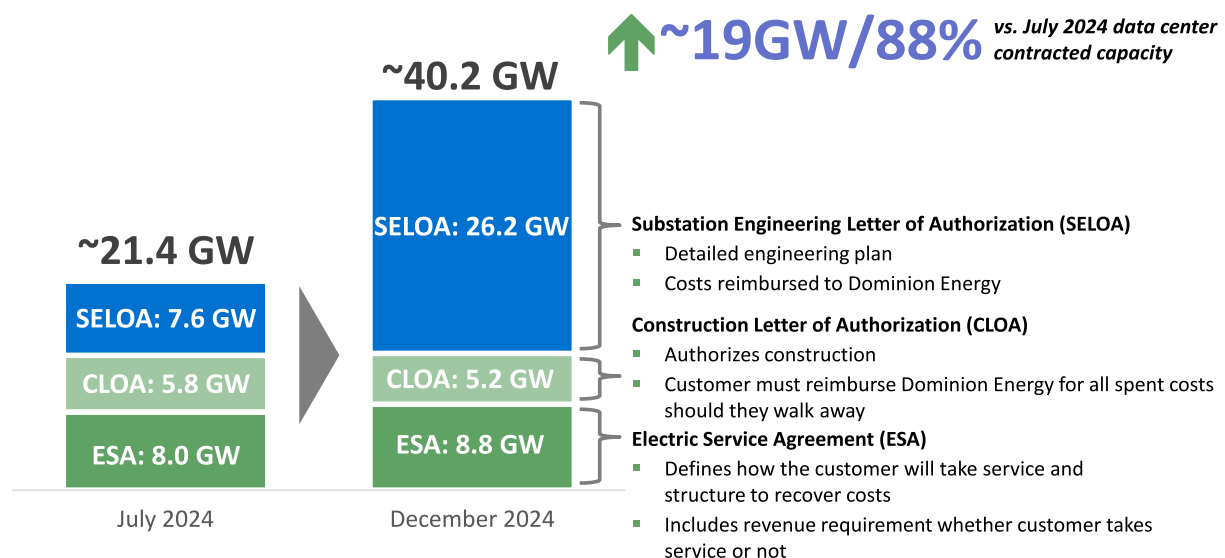 ~19GW/88%
vs. July 2024 data center
contracted capacity
~40.2 GW
SELOA: 26.2 GW
CLOA: 5.2 GW
ESA: 8.8 GW
December 2024
~21.4 GW
SELOA: 7.6 GW
CLOA: 5.8 GW
ESA: 8.0 GW
July 2024
Substation Engineering Letter of Authorization (SELOA)
▪ Detailed engineering plan
▪ Costs reimbursed to Dominion Energy
Construction Letter of Authorization (CLOA)
▪ Authorizes construction
▪ Customer must reimburse Dominion Energy for all spent costs
should they walk away
Electric Service Agreement (ESA)
▪ Defines how the customer will take service and
structure to recover costs
▪ Includes revenue requirement whether customer takes
service or not